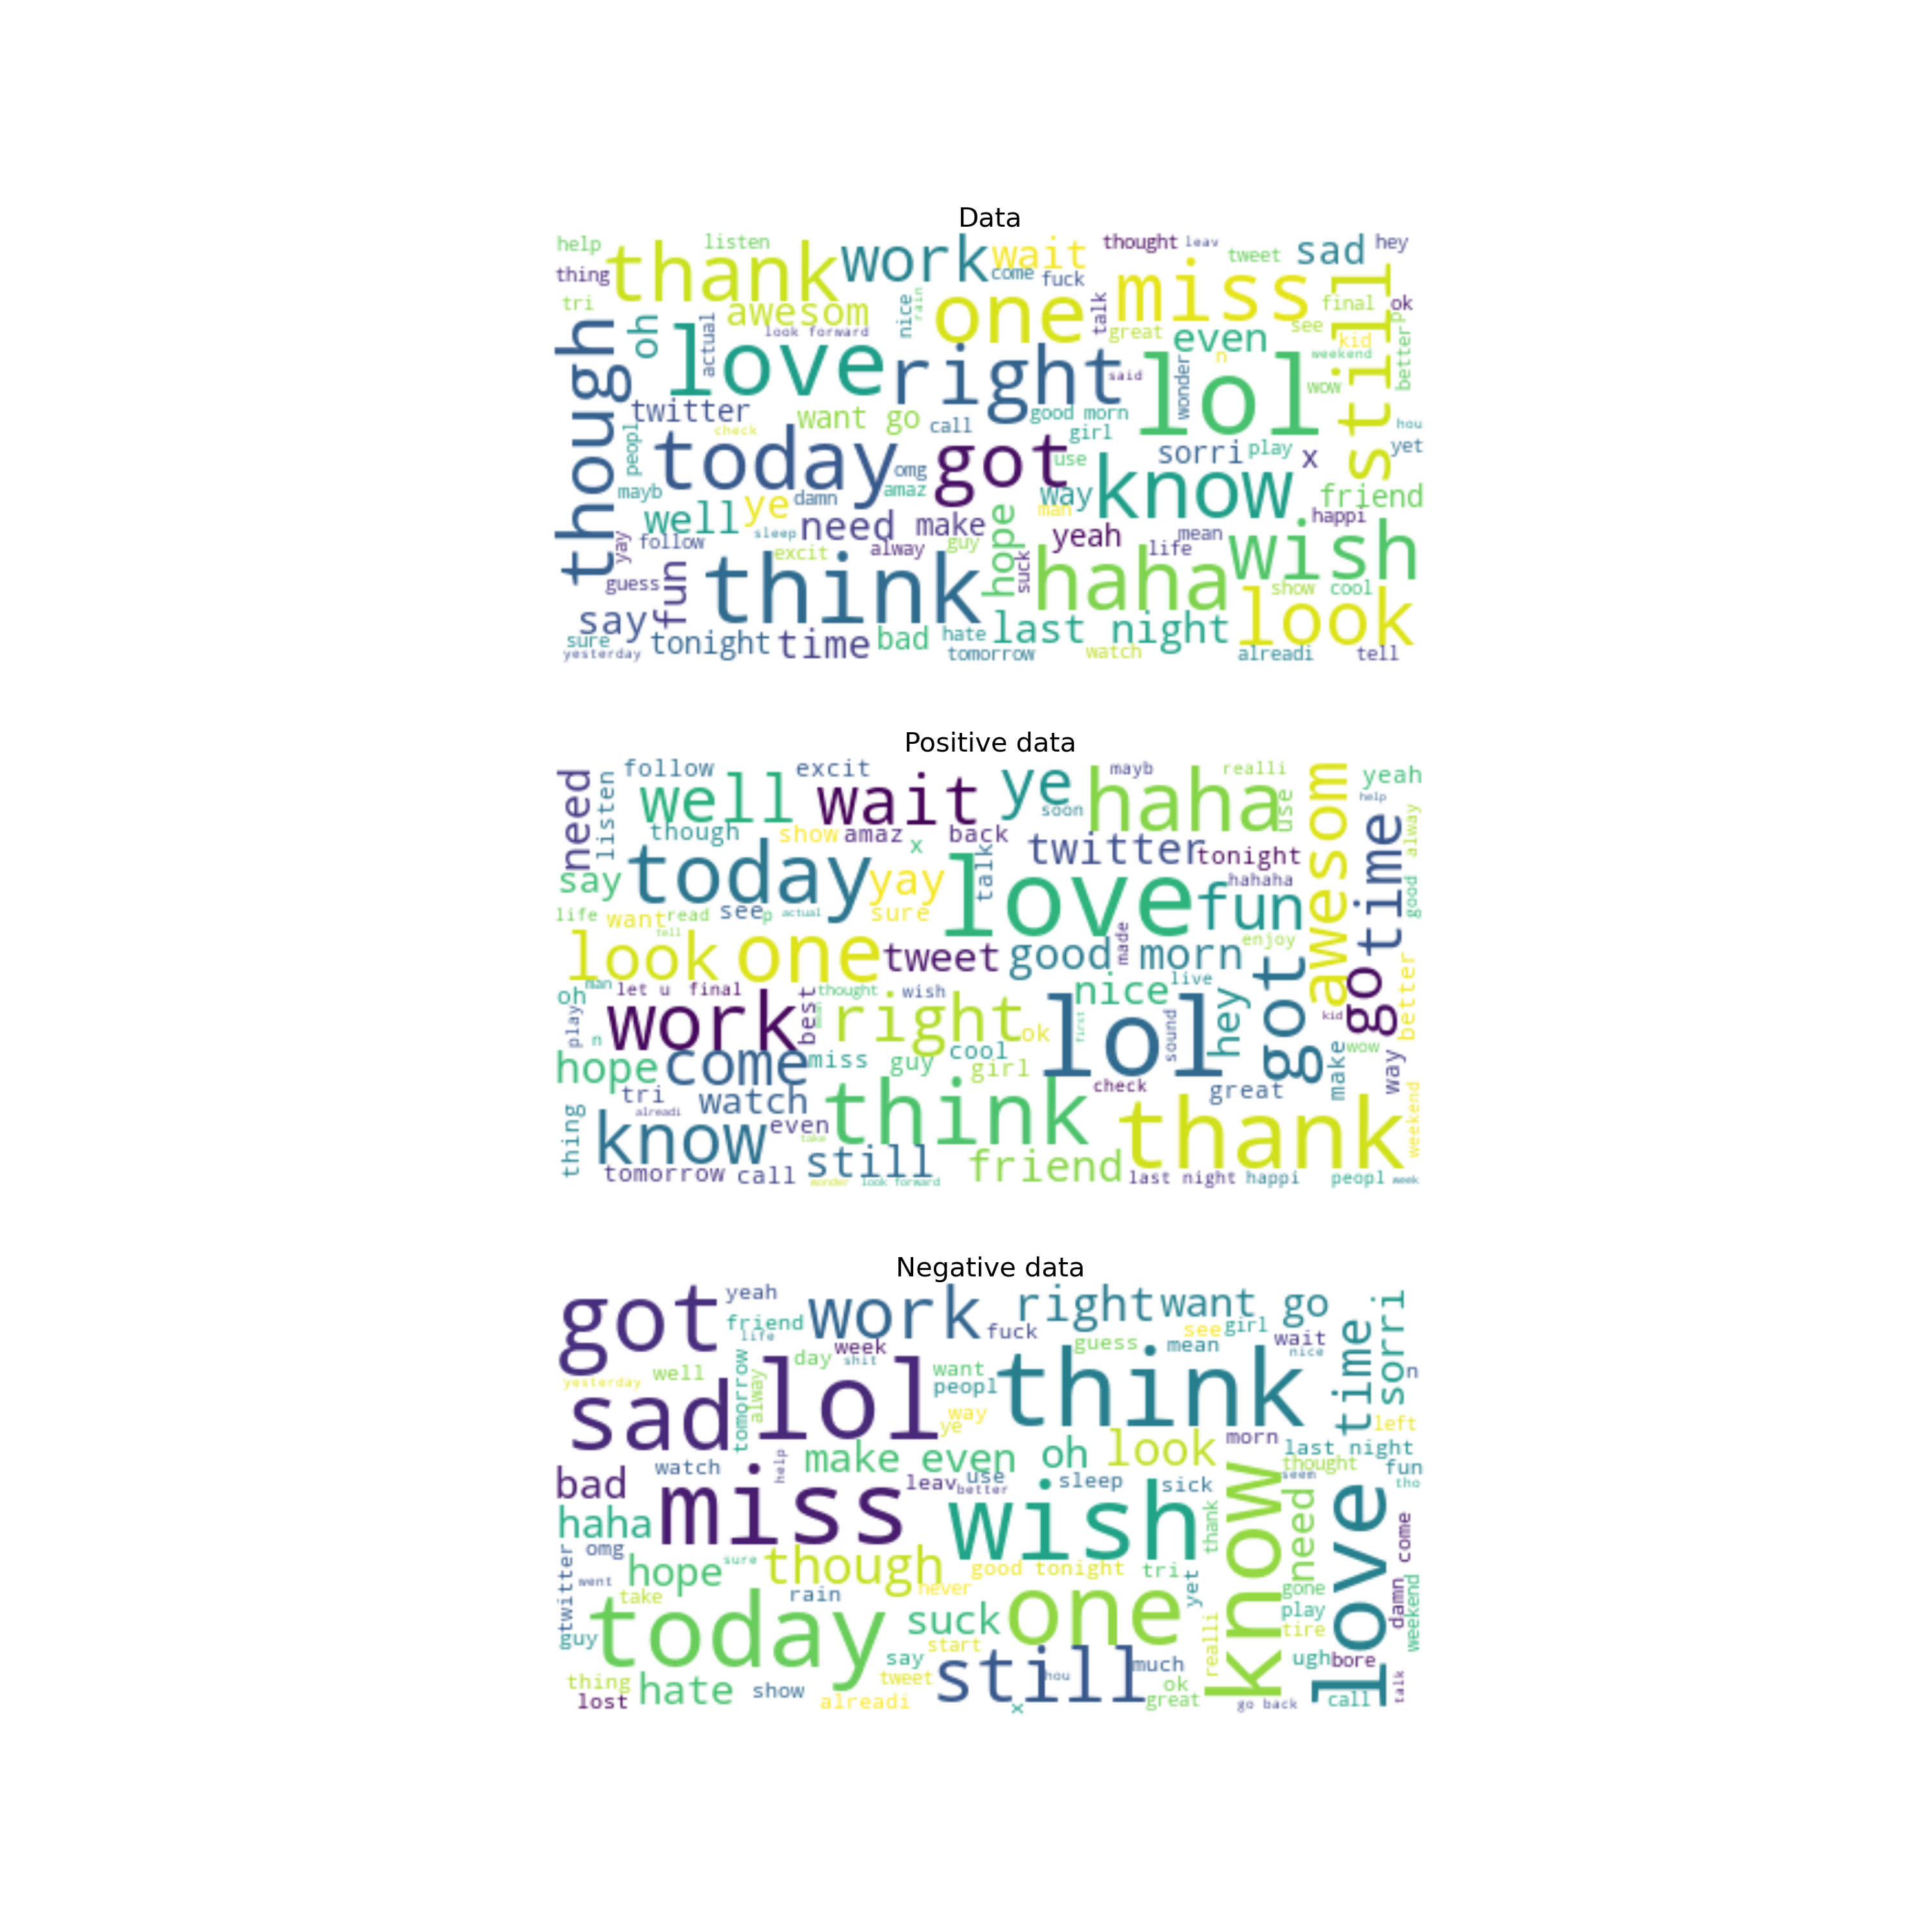 Data
help
listen
thank
work
wait
thought
leav
tweet
sad
hey
thing
come
fuck
miss
still
tri
awesom
nice
rain
one
talk
final
ok
though
oh
actual
look forward
great
even
see
p
love
right
n
kid
weekend
better
said
lol
wonder
wow
twitter
want go
good morn
check
call
girl
hou
peopl
today
omg
got
use
sorri
play
x
yet
mayb
amaz
way
know
friend
well
ye
damn
man
happi
yay
follow
sleep
need
make
hope
yeah
mean
wish
excit
alway
guy
life
guess
fun
think
suck
haha
show
cool
say
look
sure
tonight
time
bad
hate
last night
yesterday
tomorrow
watch
alreadi
tell
Positive data
need
listen
follow
excit
ye
haha
mayb
realli
awesom
yeah
well
wait
soon
use
help
though
show
amaz
x
back
twitter
tonight
time
alway
say
today
yay
talk
love
hahaha
good
life
want
read
see
p
actual
sure
fun
tell
look
one
tweet
good morn
made
enjoy
oh
man
let u
final
thought
wish
nice
live
got
go
better
play
n
work
best
right
ok
lol
first
sound
hey
kid
hope
come
miss
guy
cool
girl
make
wow
way
tri
watch
think
check
great
thing
alreadi
know
even
take
thank
weekend
tomorrow
call
still
friend
wonder
look forward
last night
happi
peopl
week
Negative data
got
yeah
work
right
want go
sorri
friend
life
fuck
see
girl
time
week
guess
mean
wait
nice
well
day
shit
want
think
n
yesterday
sad
tomorrow
alway
lol
peopl
way
ye
left
make even
oh
look
morn
last night
bad
watch
help
leav
use
better
sleep
sick
thought
seem
fun
tho
haha
miss
wish
thank
know
need
love
come
omg
twitter
went
hope
sure
though
good
tonight
tri
take
rain
never
yet
gone
damn
weekend
guy
today
suck
one
play
start
realli
tire
say
ugh
bore
thing
tweet
still
hou
much
talk
lost
hate
show
alreadi
x
ok
great
go back
call